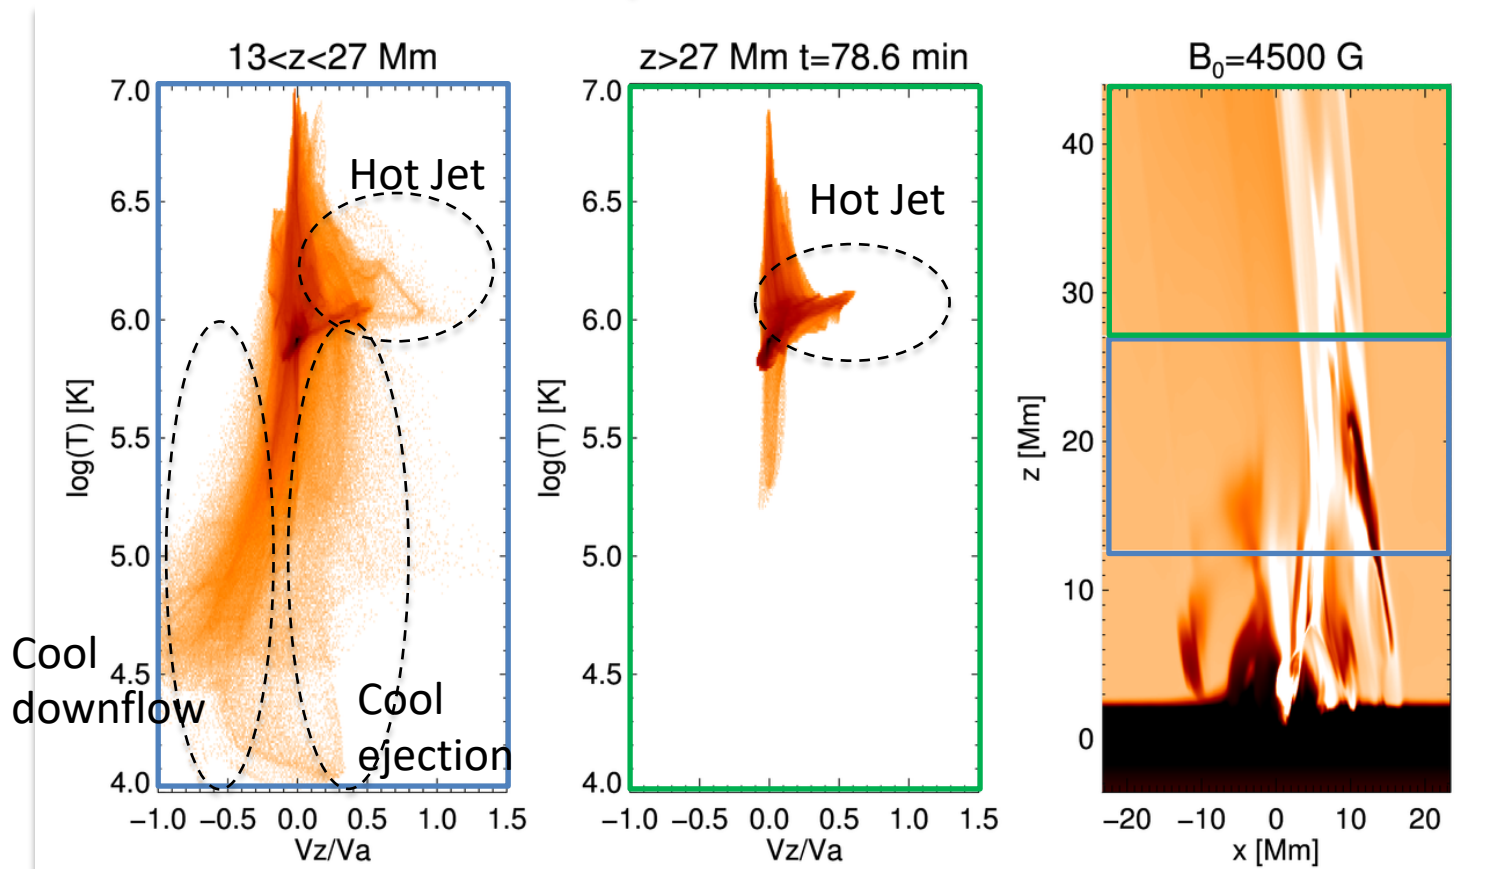 13<z<27 Mm
7.0
6.5
6.0
5.5
5.0
4.5
4.0
log(T) [K]
−1.0 −0.5 0.0 0.5 1.0 1.5
Vz/Va
Hot Jet
Cool
downflow
Cool
ejection
z>27 Mm t=78.6 min
7.0
6.5
6.0
5.5
5.0
4.5
4.0
log(T) [K]
−1.0 −0.5 0.0 0.5 1.0 1.5
Vz/Va
Hot Jet
B₀=4500 G
40
30
20
10
0
z [Mm]
−20 −10 0 10 20
x [Mm]